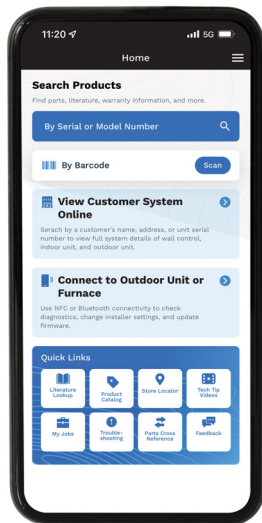 11:20
5G
Home
Search Products
Find parts, literature, warranty information, and more.
By Serial or Model Number
By Barcode
Scan
View Customer System
Online
Serach by a customer's name, address, or unit serial
number to view full system details of wall control,
indoor unit, and outdoor unit.
Connect to Outdoor Unit or
Furnace
Use NFC or Bluetooth connectivity to check
diagnostics, change installer settings, and update
firmware.
Quick Links
Literature
Lookup
Product
Catalog
Store Locator
Tech Tip
Videos
My Jobs
Trouble-
shooting
Parts Cross
Reference
Feedback